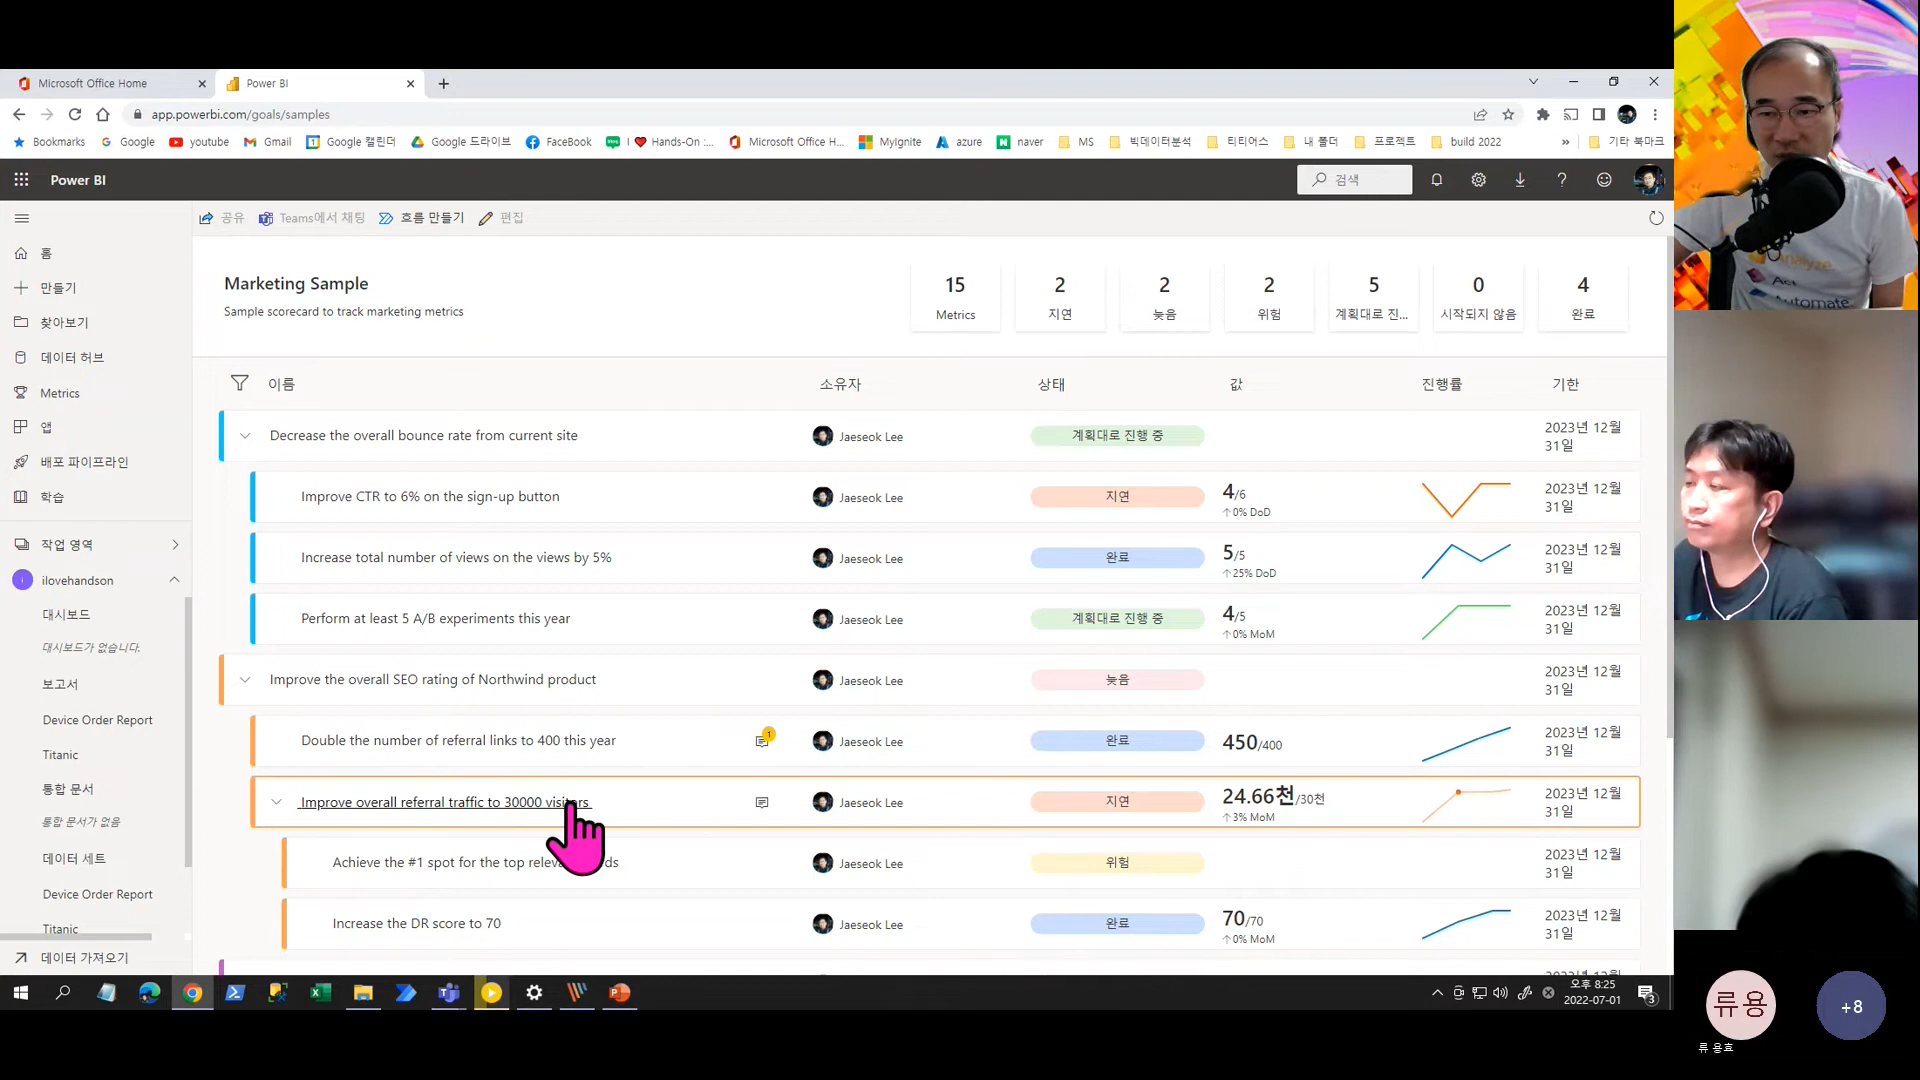 Microsoft Office Home
Power BI
app.powerbi.com/goals/samples
Bookmarks Google youtube Gmail Google 캘린더 Google 드라이브 FaceBook I ❤ Hands-On :... Microsoft Office H... MyIgnite azure naver MS 빅데이터분석 티티어스 내 폴더 프로젝트 build 2022 » 기타 북마크
Power BI 검색
공유 Teams에서 채팅 흐름 만들기 편집
홈
만들기
찾아보기
데이터 허브
Metrics
앱
배포 파이프라인
학습
작업 영역
ilovehandson
대시보드
대시보드가 없습니다.
보고서
Device Order Report
Titanic
통합 문서
통합 문서가 없음
데이터 세트
Device Order Report
Titanic
데이터 가져오기
Marketing Sample
Sample scorecard to track marketing metrics
15 Metrics
2 지연
2 늦음
2 위험
5 계획대로 진...
0 시작되지 않음
4 완료
이름 소유자 상태 값 진행률 기한
Decrease the overall bounce rate from current site Jaeseok Lee 계획대로 진행 중 2023년 12월 31일
Improve CTR to 6% on the sign-up button Jaeseok Lee 지연 4/6 ↑0% DoD 2023년 12월 31일
Increase total number of views on the views by 5% Jaeseok Lee 완료 5/5 ↑25% DoD 2023년 12월 31일
Perform at least 5 A/B experiments this year Jaeseok Lee 계획대로 진행 중 4/5 ↑0% MoM 2023년 12월 31일
Improve the overall SEO rating of Northwind product Jaeseok Lee 늦음 2023년 12월 31일
Double the number of referral links to 400 this year 1 Jaeseok Lee 완료 450/400 2023년 12월 31일
Improve overall referral traffic to 30000 visitors Jaeseok Lee 지연 24.66천/30천 ↑3% MoM 2023년 12월 31일
Achieve the #1 spot for the top Jaeseok Lee 위험 2023년 12월 31일
Increase the DR score to 70 Jaeseok Lee 완료 70/70 ↑0% MoM 2023년 12월 31일
오후 8:25
2022-07-01
3
Analyze
Act
Automate
류용
류 용효
+8